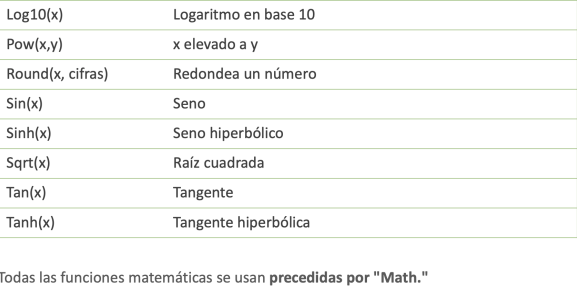 Log10(x) Logaritmo en base 10
Pow(x,y) x elevado a y
Round(x, cifras) Redondea un número
Sin(x) Seno
Sinh(x) Seno hiperbólico
Sqrt(x) Raíz cuadrada
Tan(x) Tangente
Tanh(x) Tangente hiperbólica
Todas las funciones matemáticas se usan precedidas por "Math."